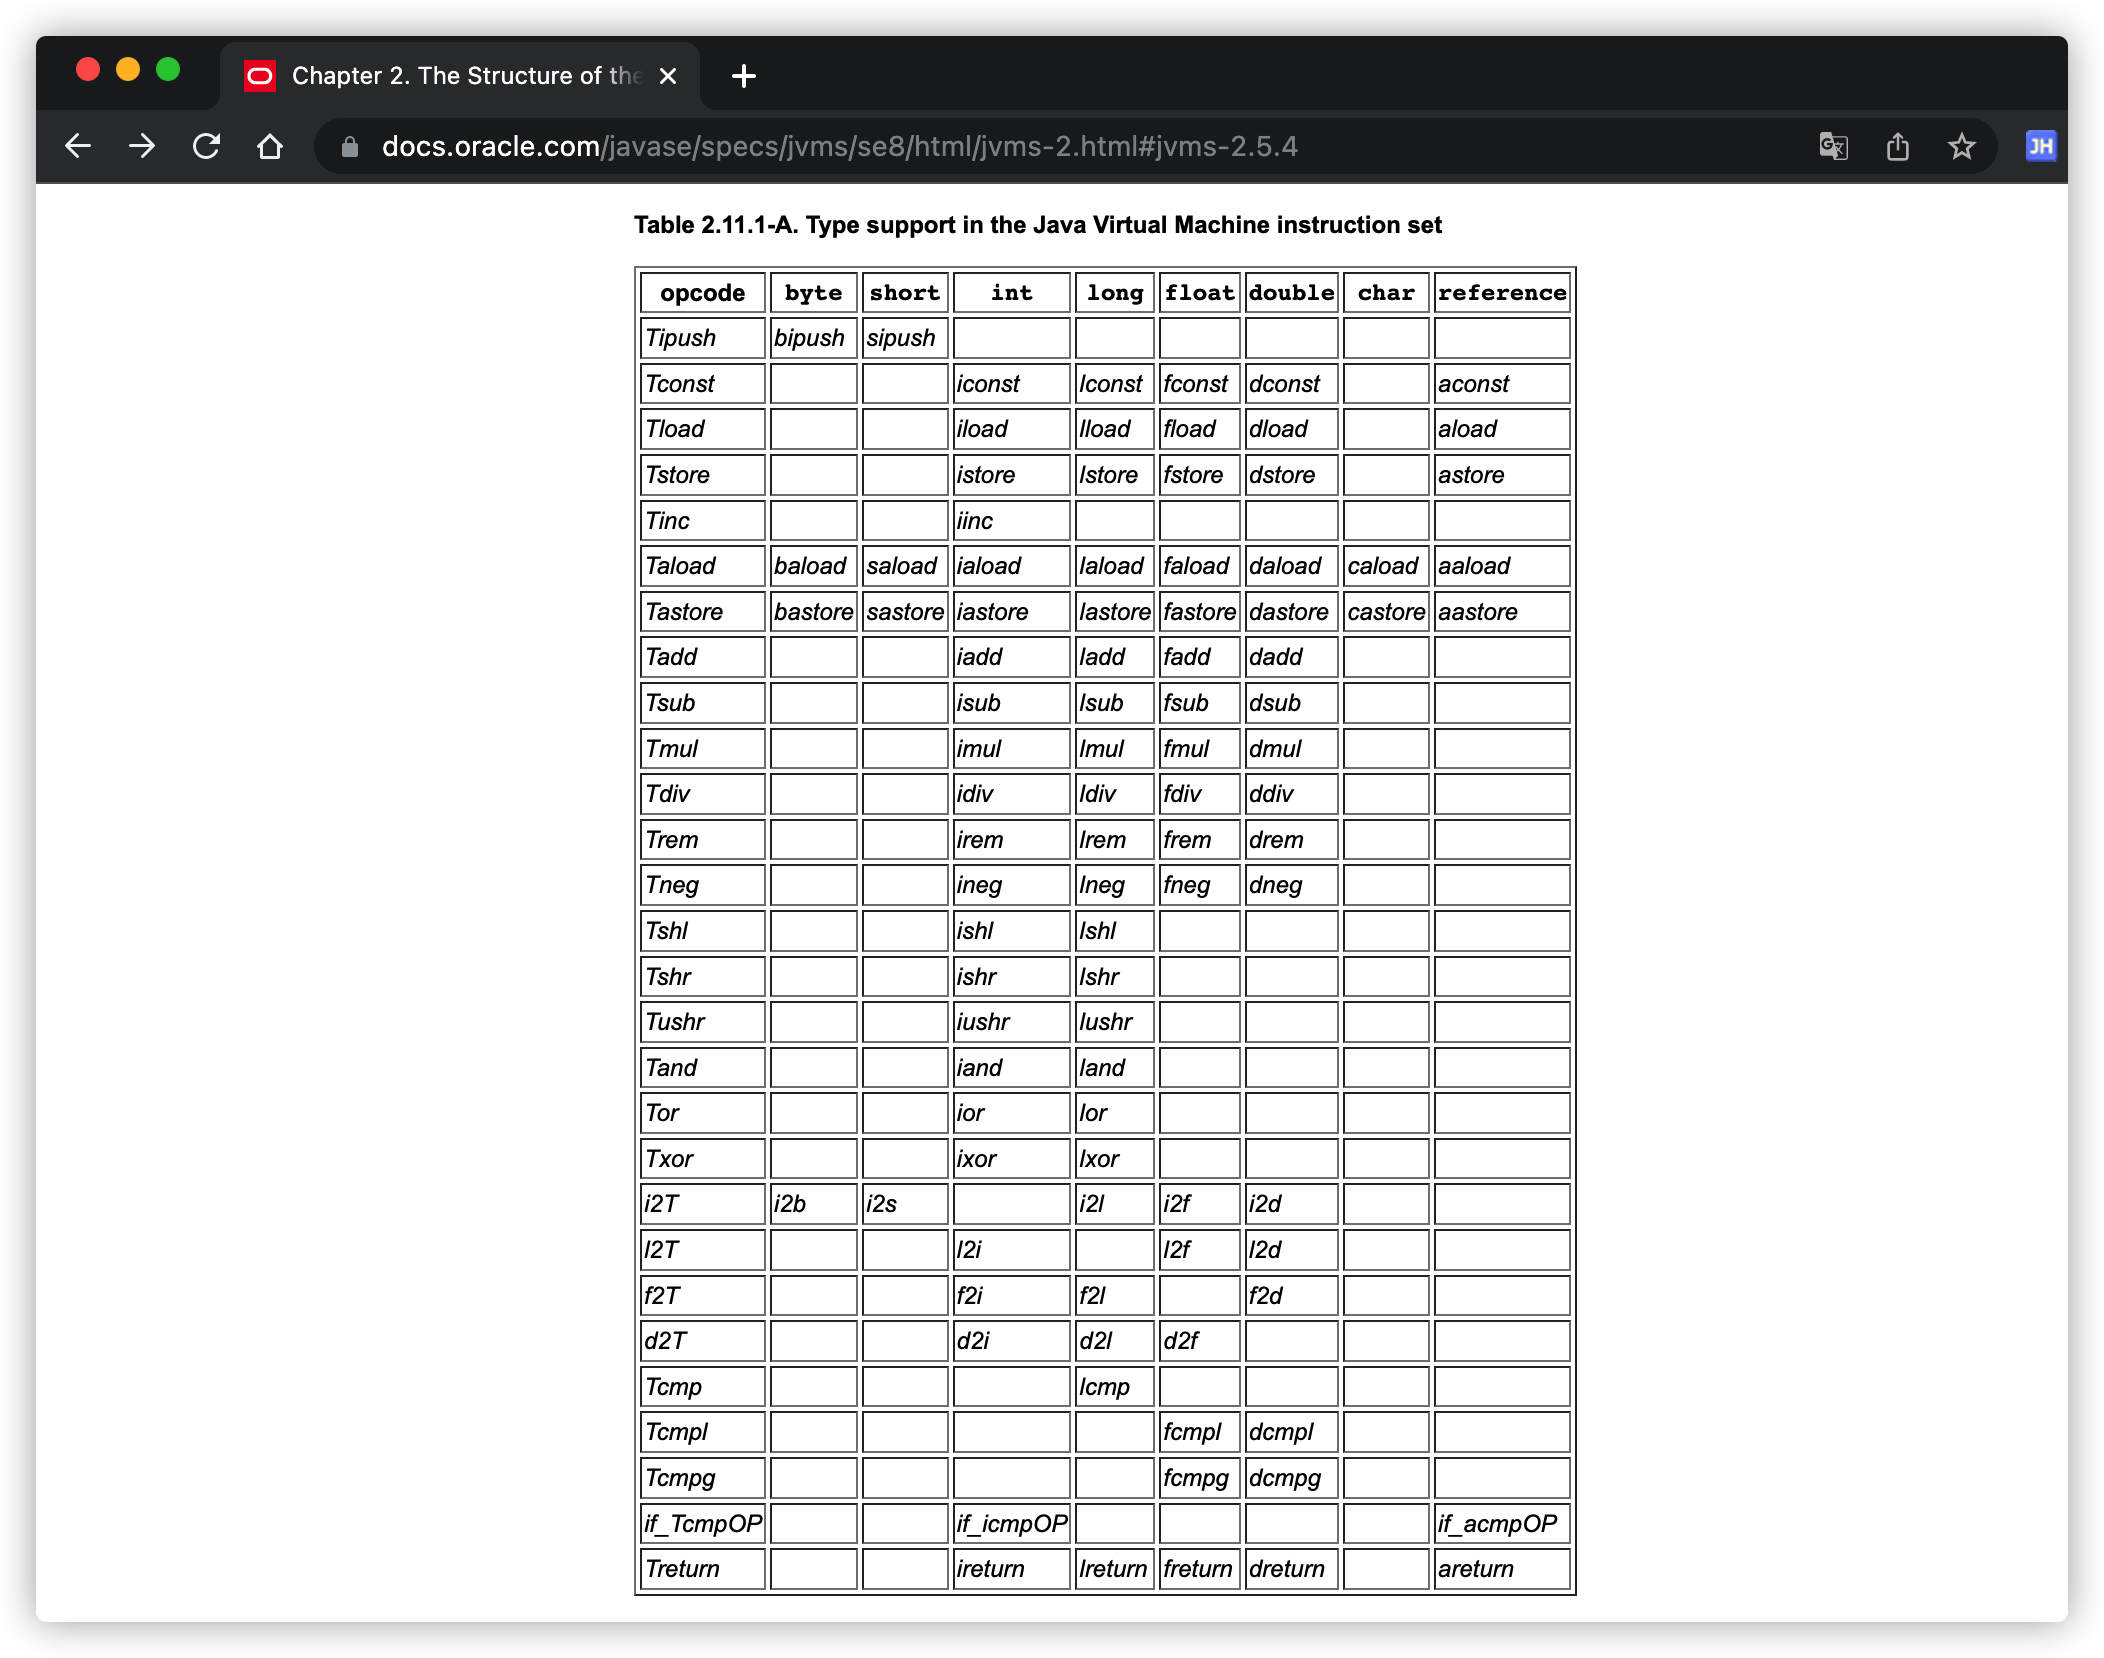 Chapter 2. The Structure of the
docs.oracle.com/javase/specs/jvms/se8/html/jvms-2.html#jvms-2.5.4
JH
Table 2.11.1-A. Type support in the Java Virtual Machine instruction set
opcode byte short int long float double char reference
Tipush bipush sipush
Tconst iconst lconst fconst dconst aconst
Tload iload lload fload dload aload
Tstore istore lstore fstore dstore astore
Tinc iinc
Taload baload saload iaload laload faload daload caload aaload
Tastore bastore sastore iastore lastore fastore dastore castore aastore
Tadd iadd ladd fadd dadd
Tsub isub lsub fsub dsub
Tmul imul lmul fmul dmul
Tdiv idiv ldiv fdiv ddiv
Trem irem lrem frem drem
Tneg ineg lneg fneg dneg
Tshl ishl lshl
Tshr ishr lshr
Tushr iushr lushr
Tand iand land
Tor ior lor
Txor ixor lxor
i2T i2b i2s i2l i2f i2d
l2T l2i l2f l2d
f2T f2i f2l f2d
d2T d2i d2l d2f
Tcmp lcmp
Tcmpl fcmpl dcmpl
Tcmpg fcmpg dcmpg
if_TcmpOP if_icmpOP if_acmpOP
Treturn ireturn lreturn freturn dreturn areturn